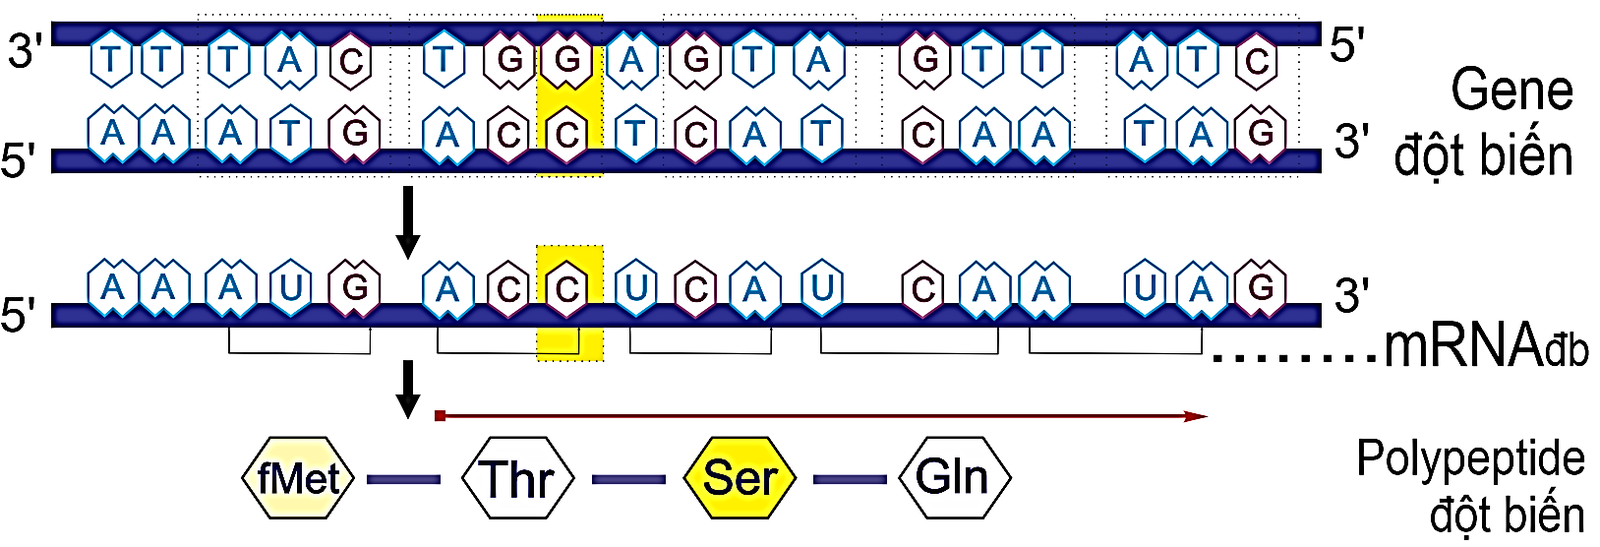 3' T T T A C T G G A G T A G T T A T C 5'
Gene
A A A T G A C C T C A T C A A T A G 3'
5' đột biến
A A A U G A C C U C A U C A A U A G 3'
5'
mRNAđb
fMet Thr Ser Gln
Polypeptide
đột biến